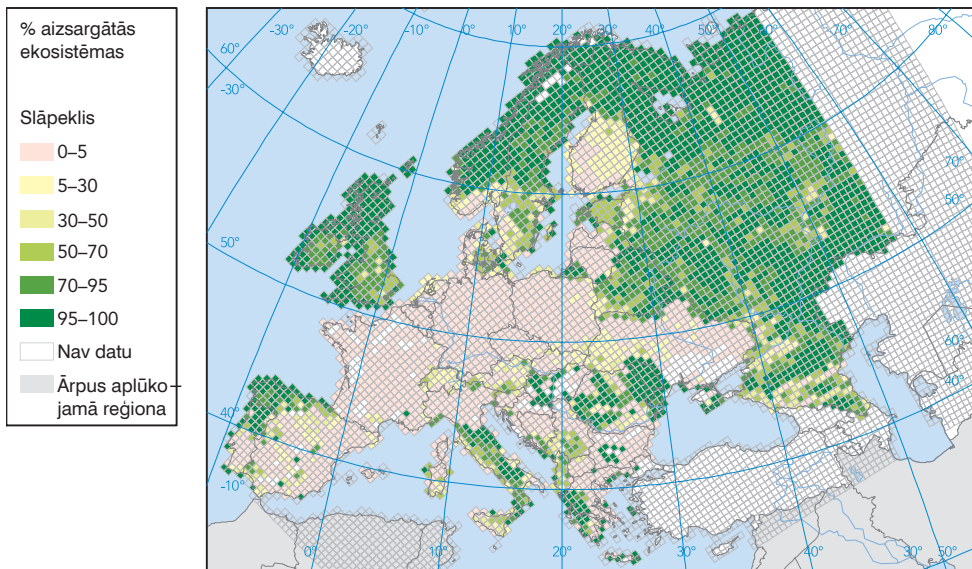 % aizsargātās
ekosistēmas
Slāpeklis
0–5
5–30
30–50
50–70
70–95
95–100
Nav datu
Ārpus aplūko–
jamā reģiona
-30° -20° -10° 0° 10° 20° 30° 40° 50° 60° 70° 80°
60°
-30°
50°
40°
-10°
70°
50°
60°
40°
0° 10° 20° 30° 40° 30° 50°